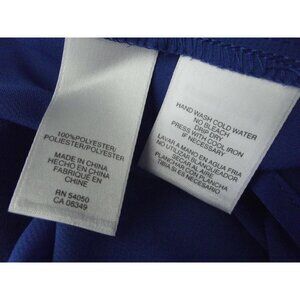 100%POLYESTER/
POLIESTER/POLYESTER
MADE IN CHINA
HECHO EN CHINA
FABRIQUÉ EN
CHINE
RN 54050
CA 05349
HAND WASH COLD WATER
NO BLEACH
DRIP DRY
PRESS WITH COOL IRON
IF NECESSARY
LAVAR A MANO EN AGUA FRIA
NO UTILIZAR BLANQUEADOR
SECAR AL AIRE
PLANCHAR CON PLANCHA
TIBIA SI ES NECESARIO